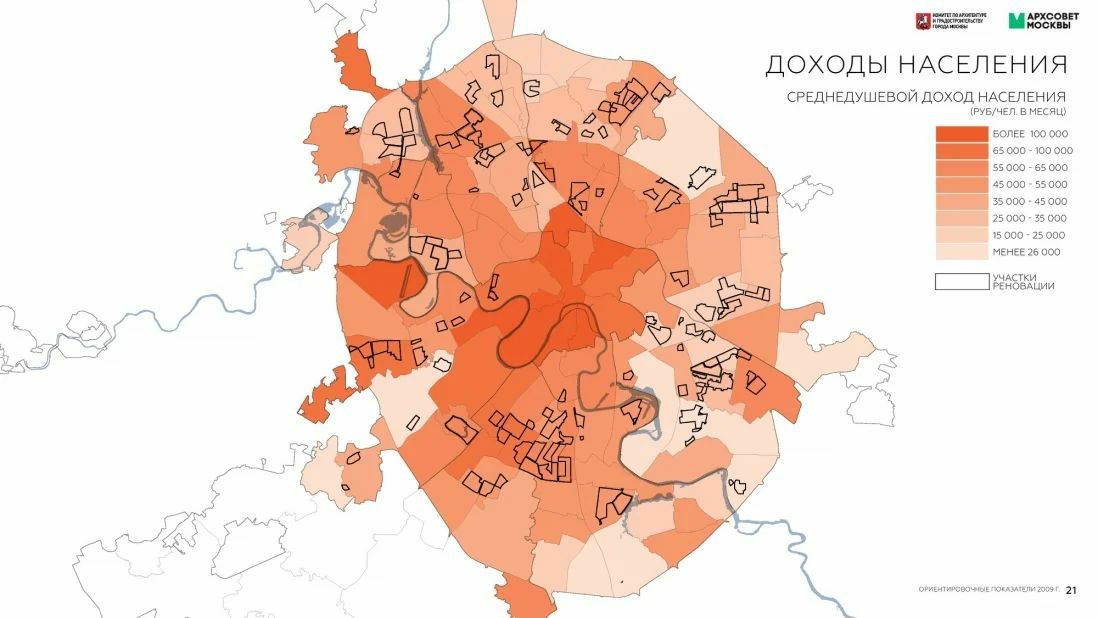 КОМИТЕТ ПО АРХИТЕКТУРЕ
И ГРАДОСТРОИТЕЛЬСТВУ
ГОРОДА МОСКВЫ
АРХСОВЕТ
МОСКВЫ
ДОХОДЫ НАСЕЛЕНИЯ
СРЕДНЕДУШЕВОЙ ДОХОД НАСЕЛЕНИЯ
(РУБ/ЧЕЛ. В МЕСЯЦ)
БОЛЕЕ 100 000
65 000 - 100 000
55 000 - 65 000
45 000 - 55 000
35 000 - 45 000
25 000 - 35 000
15 000 - 25 000
МЕНЕЕ 26 000
УЧАСТКИ
РЕНОВАЦИИ
ОРИЕНТИРОВОЧНЫЕ ПОКАЗАТЕЛИ 2009 Г. 21